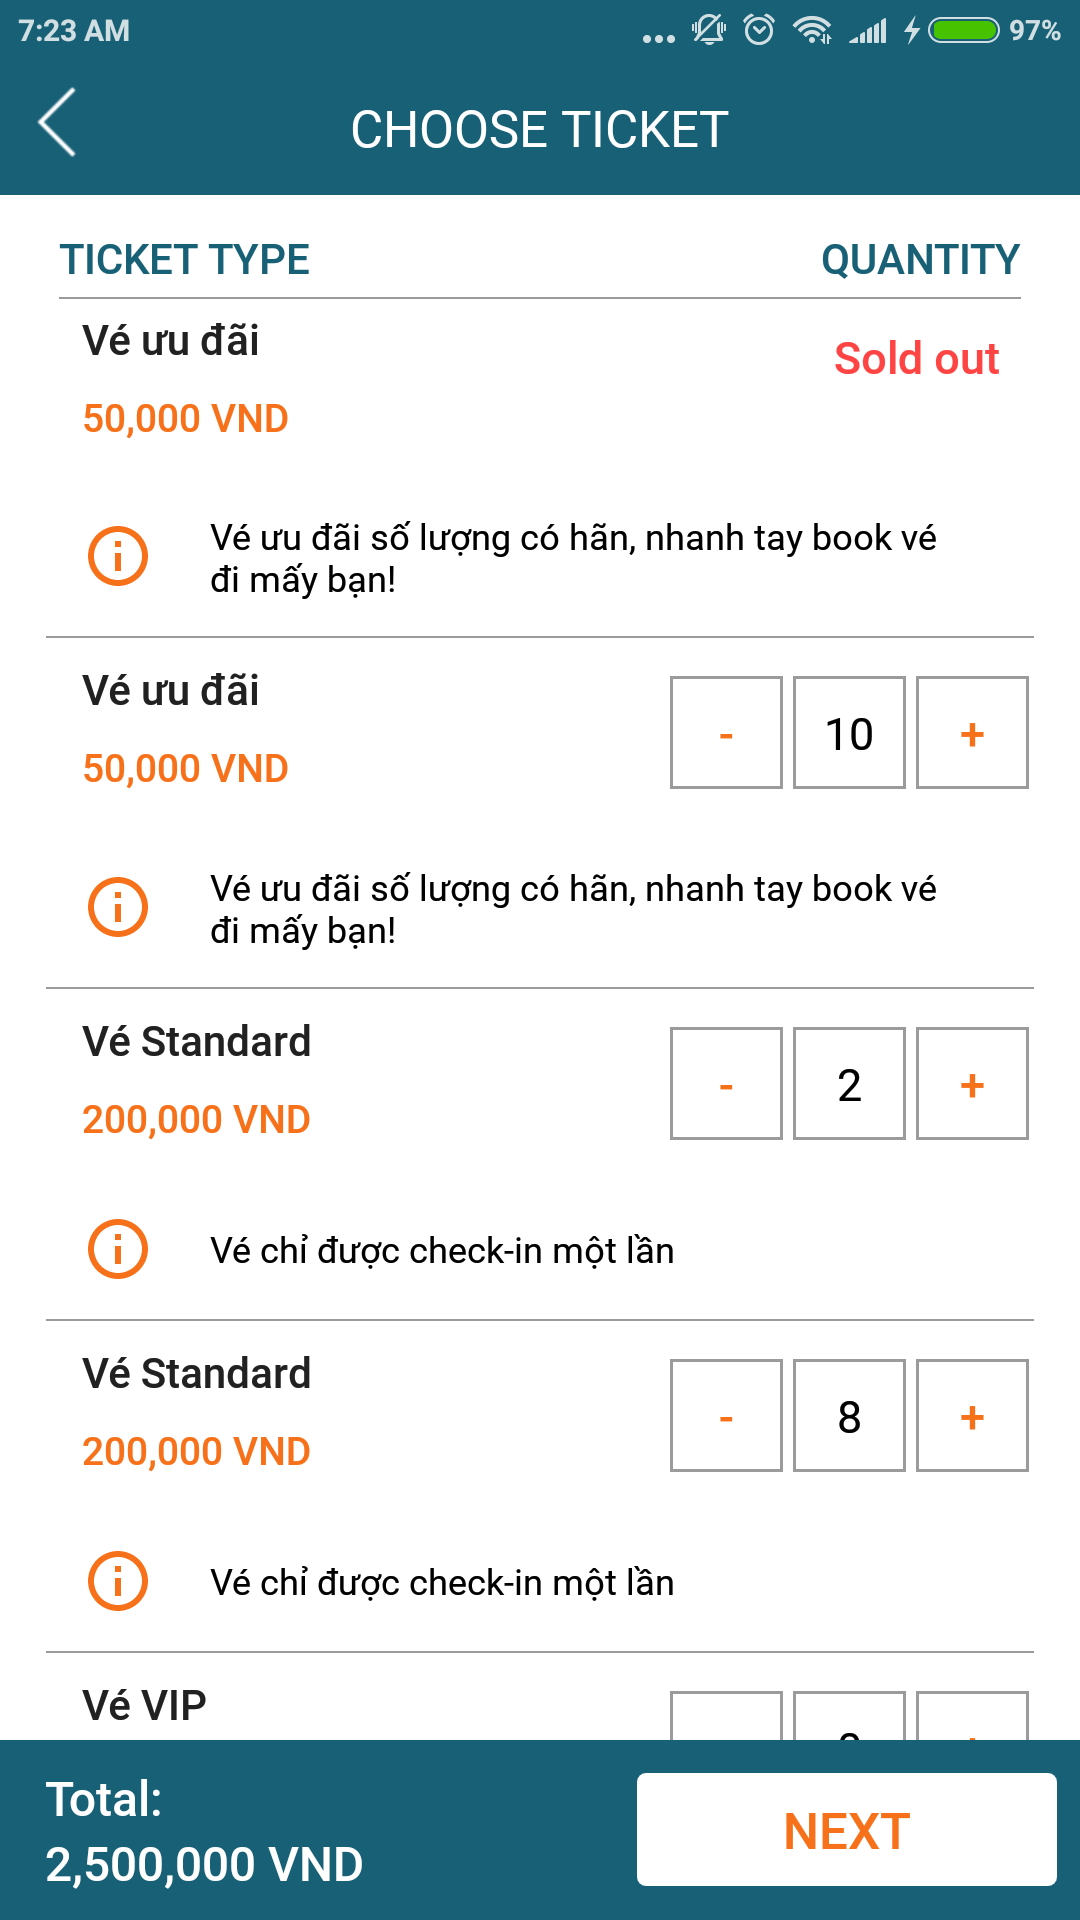 7:23 AM
97%
CHOOSE TICKET
TICKET TYPE QUANTITY
Vé ưu đãi
Sold out
50,000 VND
Vé ưu đãi số lượng có hãn, nhanh tay book vé
đi mấy bạn!
Vé ưu đãi
- 10 +
50,000 VND
Vé ưu đãi số lượng có hãn, nhanh tay book vé
đi mấy bạn!
Vé Standard
- 2 +
200,000 VND
Vé chỉ được check-in một lần
Vé Standard
- 8 +
200,000 VND
Vé chỉ được check-in một lần
Vé VIP
Total:
2,500,000 VND
NEXT